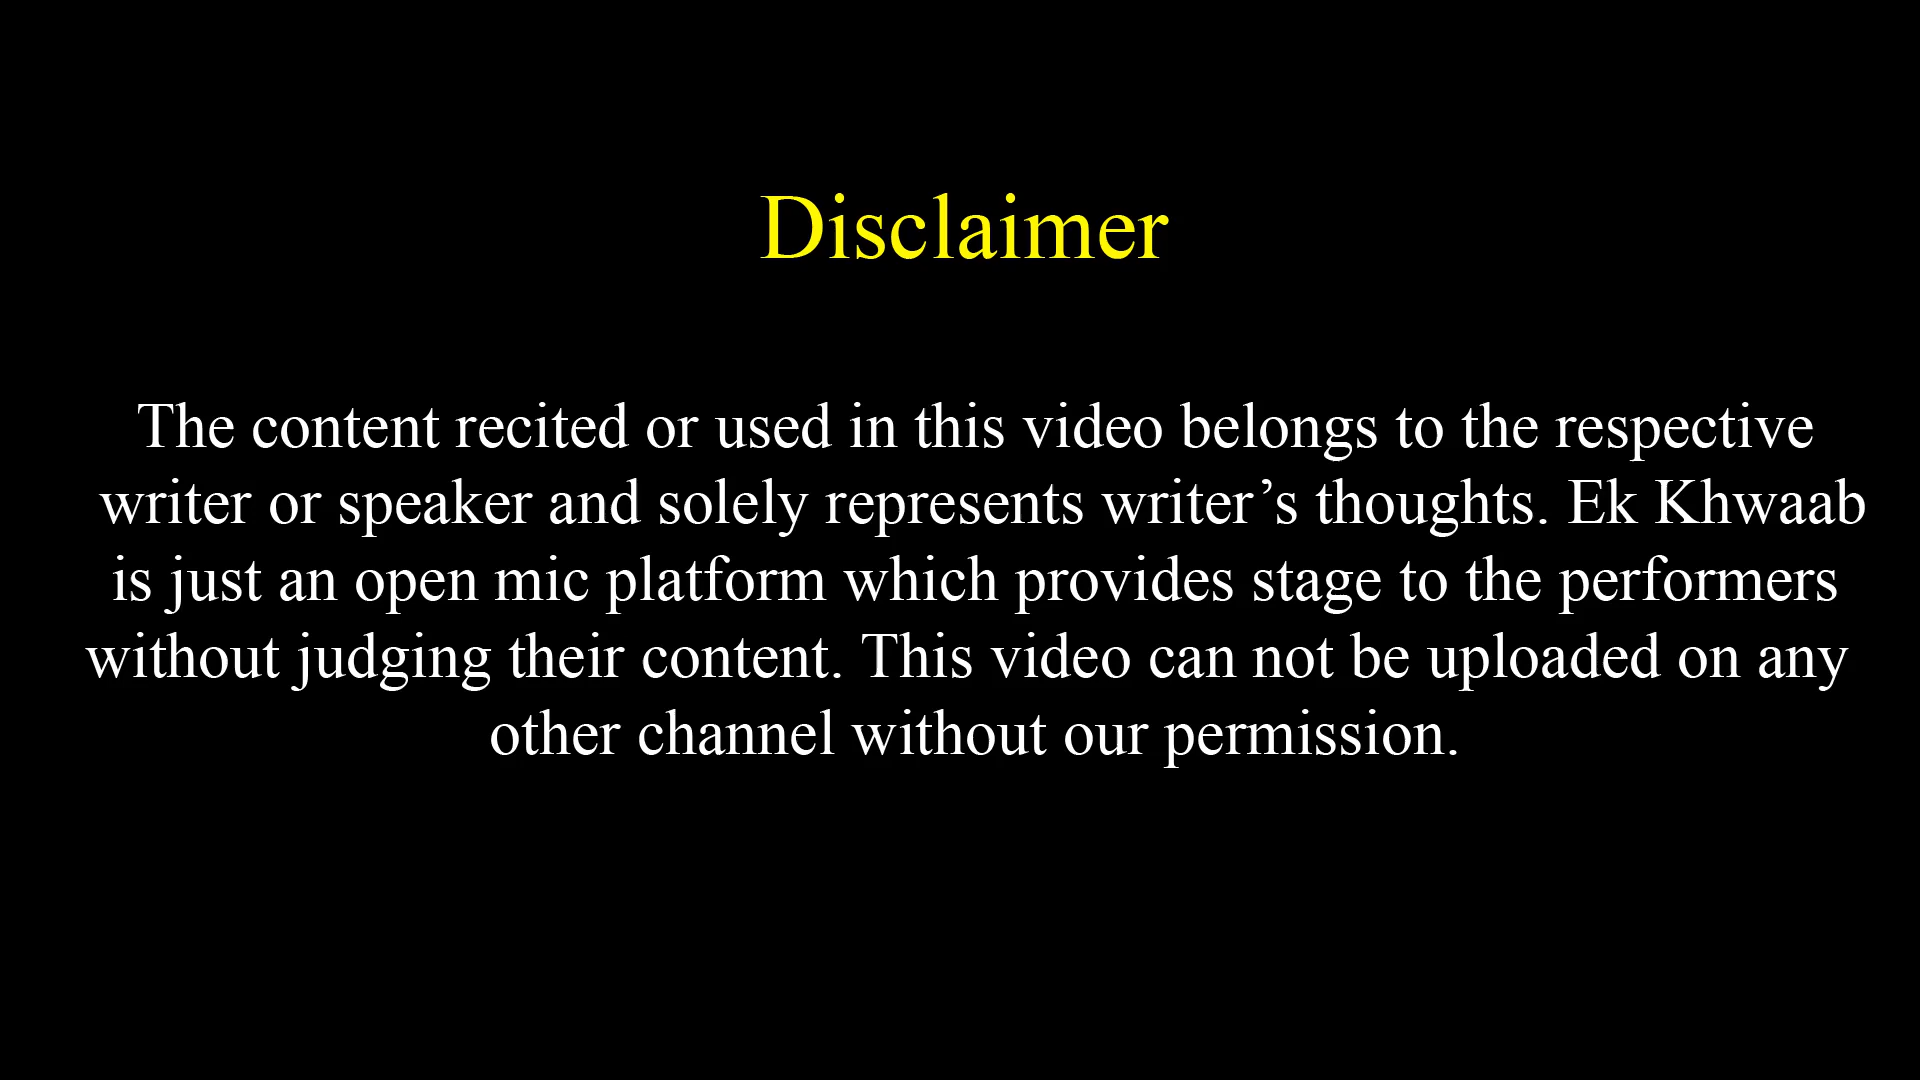 Disclaimer
The content recited or used in this video belongs to the respective
writer or speaker and solely represents writer’s thoughts. Ek Khwaab
is just an open mic platform which provides stage to the performers
without judging their content. This video can not be uploaded on any
other channel without our permission.